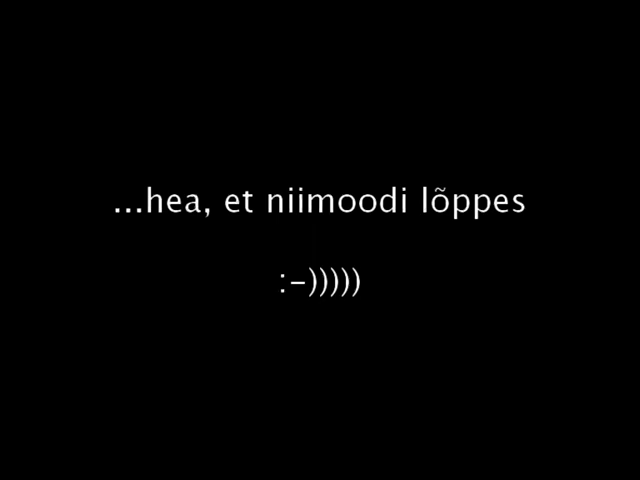 ...hea, et niimoodi lõppes
:-)))))